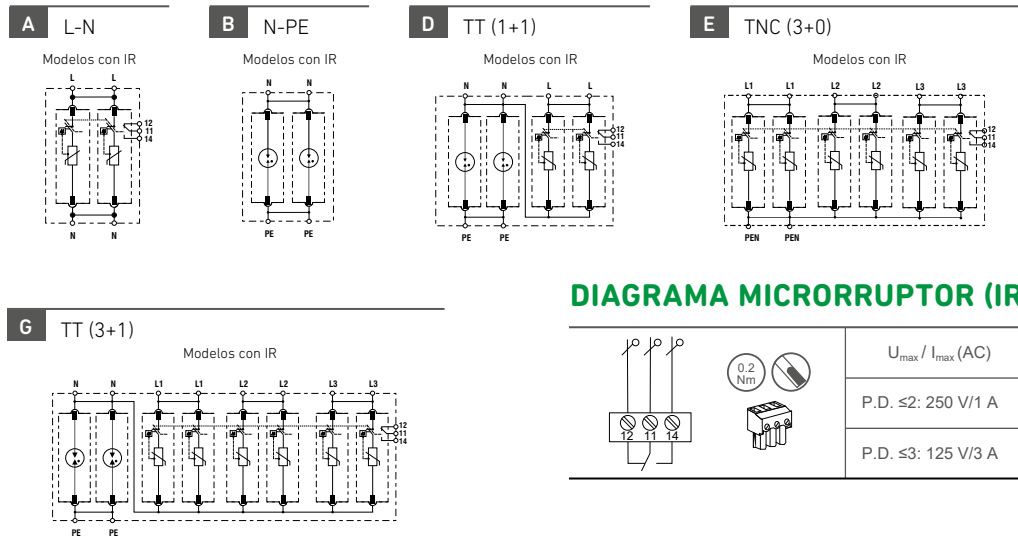 A L-N
Modelos con IR
L L
12
11
14
N N
B N-PE
Modelos con IR
N N
PE PE
D TT (1+1)
Modelos con IR
N N L L
12
11
14
PE PE
E TNC (3+0)
Modelos con IR
L1 L1 L2 L2 L3 L3
12
11
14
PEN PEN
DIAGRAMA MICRORRUPTOR (IR
G TT (3+1)
Modelos con IR
N N L1 L1 L2 L2 L3 L3
12
11
14
PE PE
12 11 14
0.2
Nm
Umax / Imax (AC)
P.D. ≤2: 250 V/1 A
P.D. ≤3: 125 V/3 A